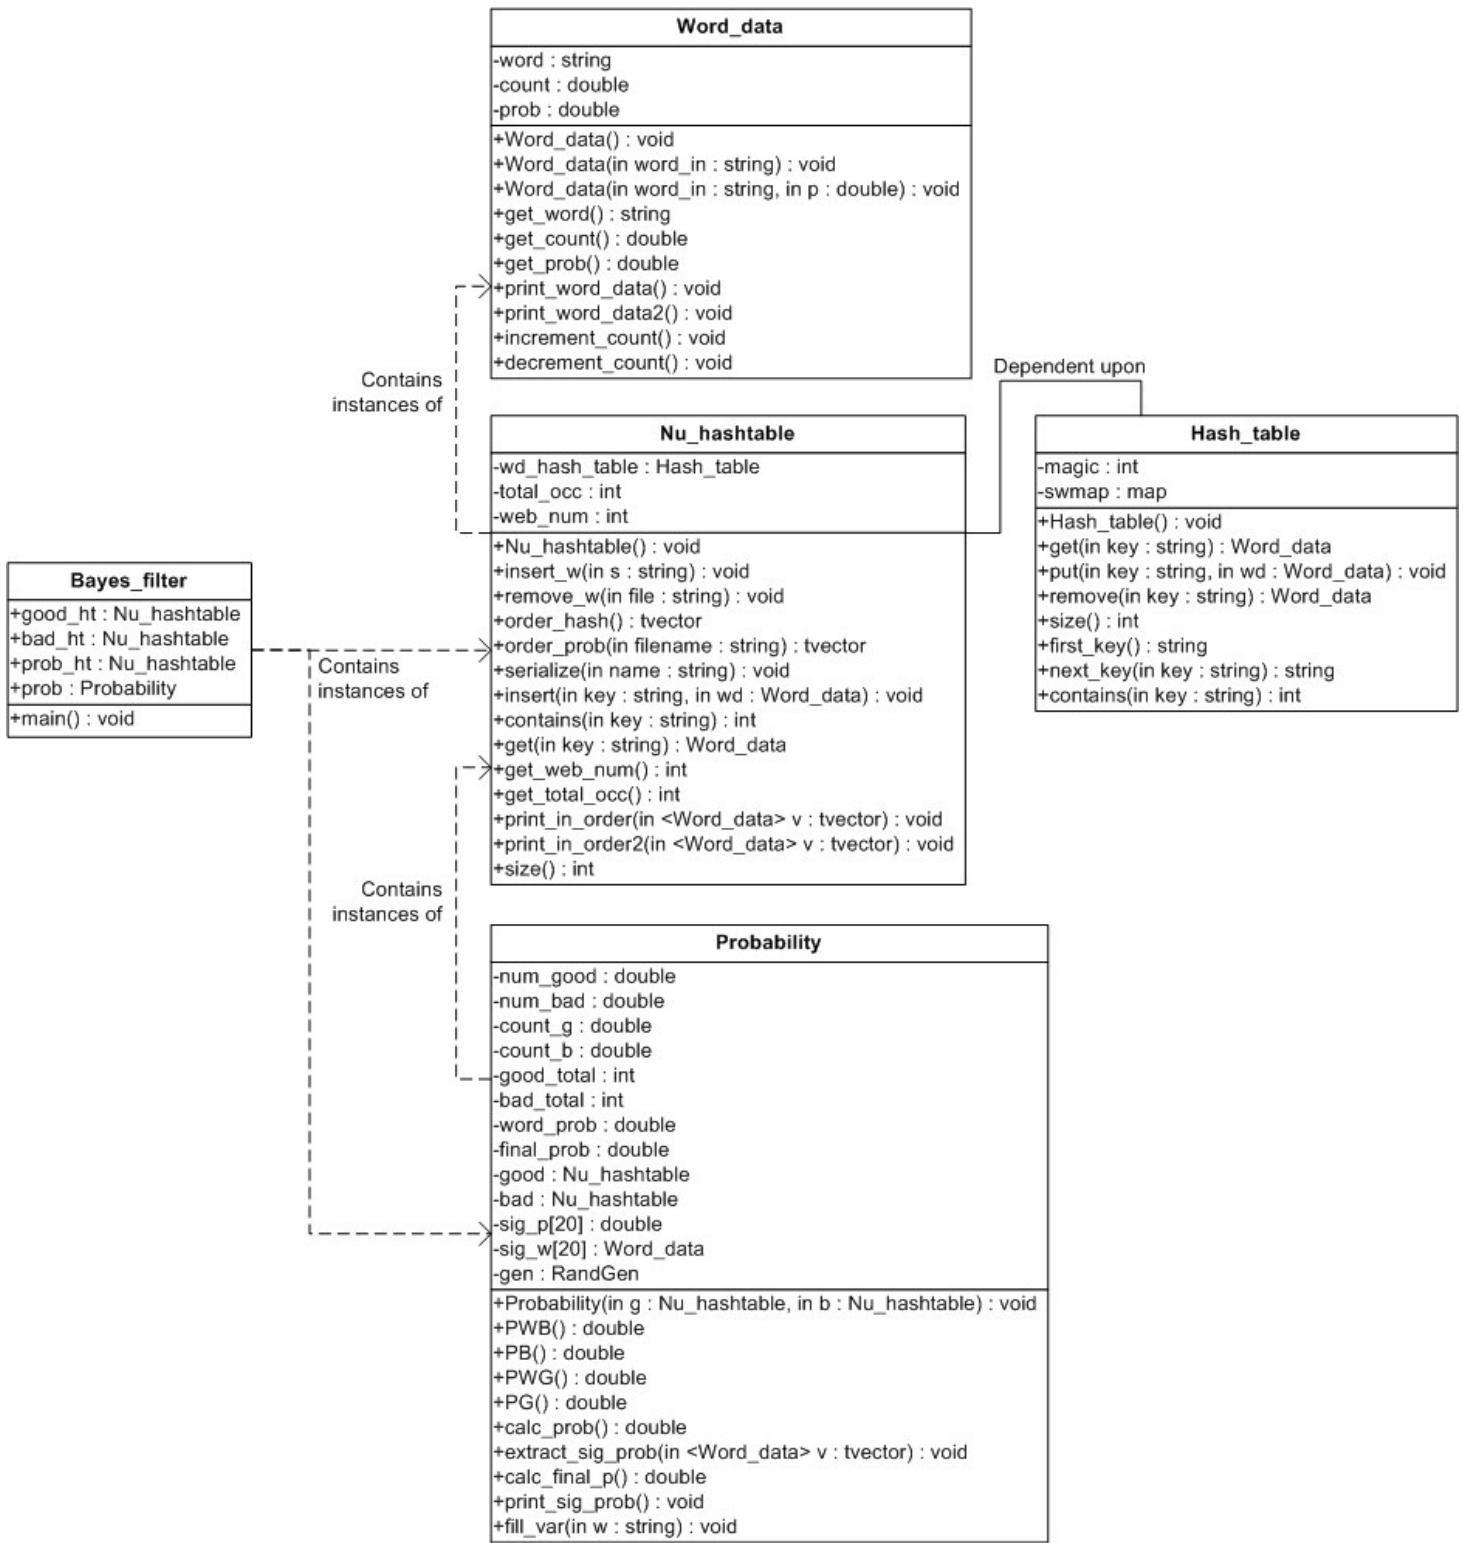 Word_data
-word : string
-count : double
-prob : double
+Word_data() : void
+Word_data(in word_in : string) : void
+Word_data(in word_in : string, in p : double) : void
+get_word() : string
+get_count() : double
+get_prob() : double
+print_word_data() : void
+print_word_data2() : void
+increment_count() : void
+decrement_count() : void
Contains
instances of
Dependent upon
Nu_hashtable
-wd_hash_table : Hash_table
-total_occ : int
-web_num : int
+Nu_hashtable() : void
+insert_w(in s : string) : void
+remove_w(in file : string) : void
+order_hash() : tvector
+order_prob(in filename : string) : tvector
+serialize(in name : string) : void
+insert(in key : string, in wd : Word_data) : void
+contains(in key : string) : int
+get(in key : string) : Word_data
+get_web_num() : int
+get_total_occ() : int
+print_in_order(in <Word_data> v : tvector) : void
+print_in_order2(in <Word_data> v : tvector) : void
+size() : int
Hash_table
-magic : int
-swmap : map
+Hash_table() : void
+get(in key : string) : Word_data
+put(in key : string, in wd : Word_data) : void
+remove(in key : string) : Word_data
+size() : int
+first_key() : string
+next_key(in key : string) : string
+contains(in key : string) : int
Bayes_filter
+good_ht : Nu_hashtable
+bad_ht : Nu_hashtable
+prob_ht : Nu_hashtable
+prob : Probability
+main() : void
Contains
instances of
Contains
instances of
Probability
-num_good : double
-num_bad : double
-count_g : double
-count_b : double
-good_total : int
-bad_total : int
-word_prob : double
-final_prob : double
-good : Nu_hashtable
-bad : Nu_hashtable
-sig_p[20] : double
-sig_w[20] : Word_data
-gen : RandGen
+Probability(in g : Nu_hashtable, in b : Nu_hashtable) : void
+PWB() : double
+PB() : double
+PWG() : double
+PG() : double
+calc_prob() : double
+extract_sig_prob(in <Word_data> v : tvector) : void
+calc_final_p() : double
+print_sig_prob() : void
+fill_var(in w : string) : void